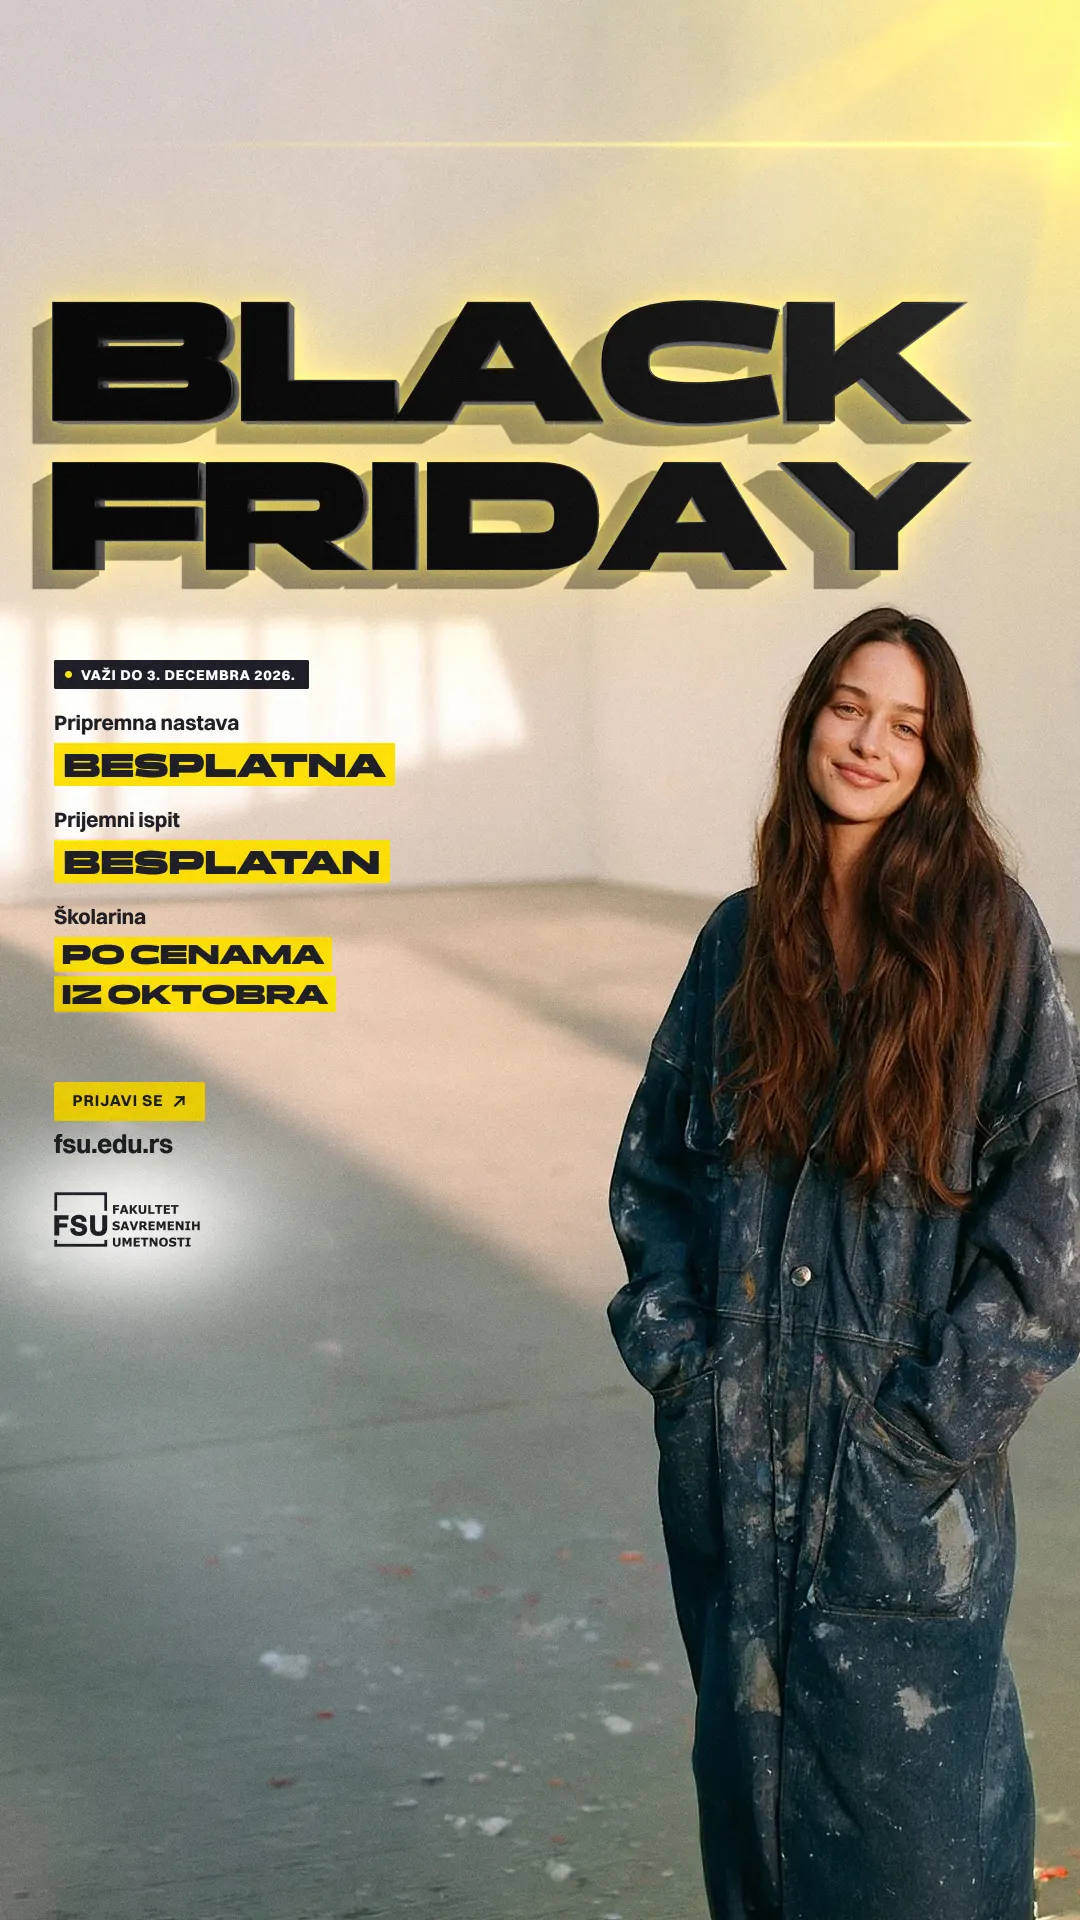 BLACK
FRIDAY
VAŽI DO 3. DECEMBRA 2026.
Pripremna nastava
BESPLATNA
Prijemni ispit
BESPLATAN
Školarina
PO CENAMA
IZ OKTOBRA
PRIJAVI SE
fsu.edu.rs
FSU
FAKULTET
SAVREMENIH
UMETNOSTI